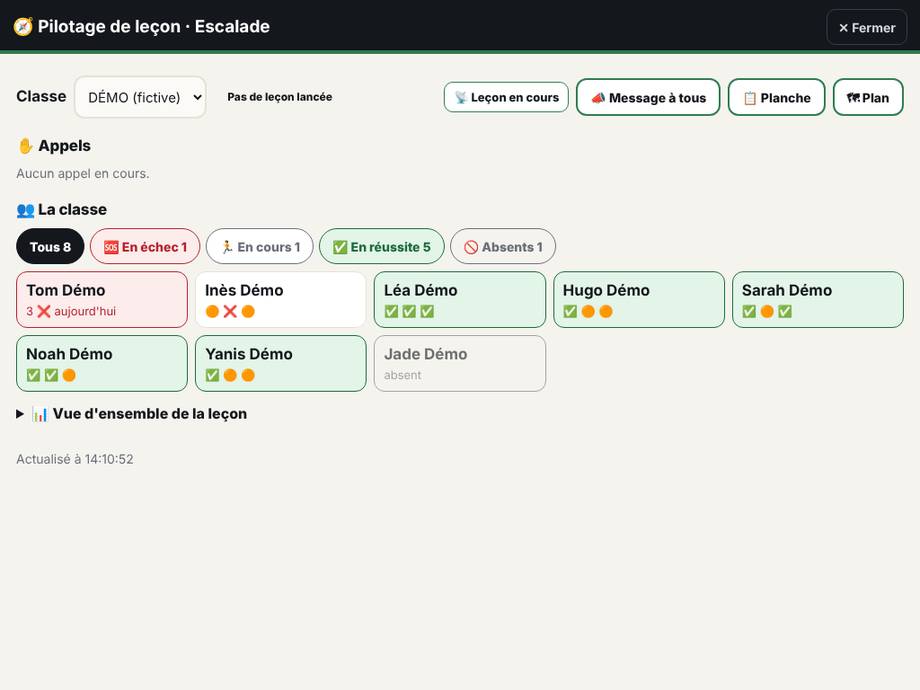 🧭 Pilotage de leçon · Escalade
✕ Fermer
Classe
DÉMO (fictive)
Pas de leçon lancée
📡 Leçon en cours
📣 Message à tous
📋 Planche
🗺 Plan
✋ Appels
Aucun appel en cours.
👥 La classe
Tous 8
🆘 En échec 1
🏃 En cours 1
✅ En réussite 5
🚫 Absents 1
Tom Démo
3 ❌ aujourd'hui
Inès Démo
🟠 ❌ 🟠
Léa Démo
✅ ✅ ✅
Hugo Démo
✅ 🟠 🟠
Sarah Démo
✅ 🟠 ✅
Noah Démo
✅ ✅ 🟠
Yanis Démo
✅ 🟠 🟠
Jade Démo
absent
▶ 📊 Vue d'ensemble de la leçon
Actualisé à 14:10:52